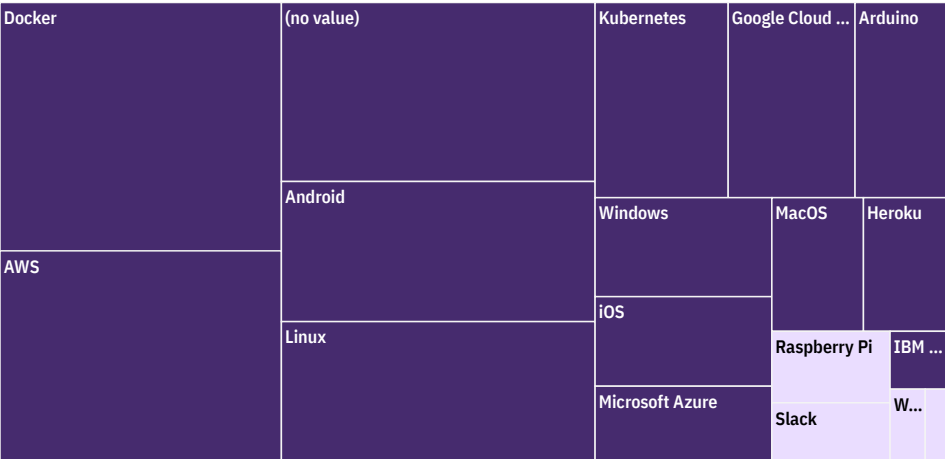 Docker
(no value)
Kubernetes
Google Cloud ...
Arduino
Android
AWS
Linux
Windows
MacOS
Heroku
iOS
Raspberry Pi
IBM ...
Microsoft Azure
Slack
W...